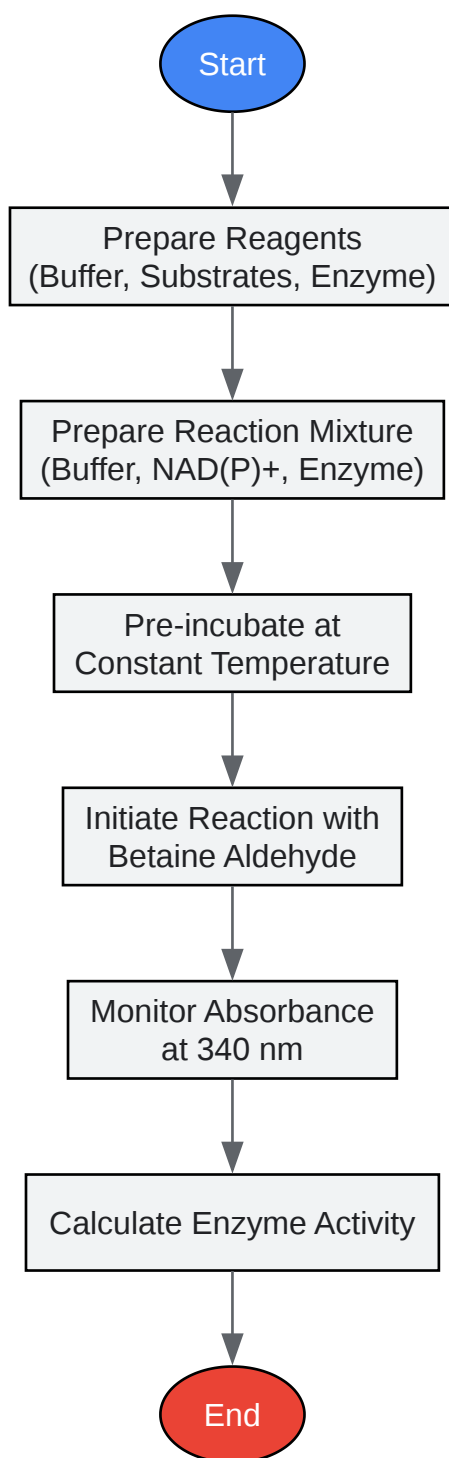 Start
Prepare Reagents
(Buffer, Substrates, Enzyme)
Prepare Reaction Mixture
(Buffer, NAD(P)+, Enzyme)
Pre-incubate at
Constant Temperature
Initiate Reaction with
Betaine Aldehyde
Monitor Absorbance
at 340 nm
Calculate Enzyme Activity
End